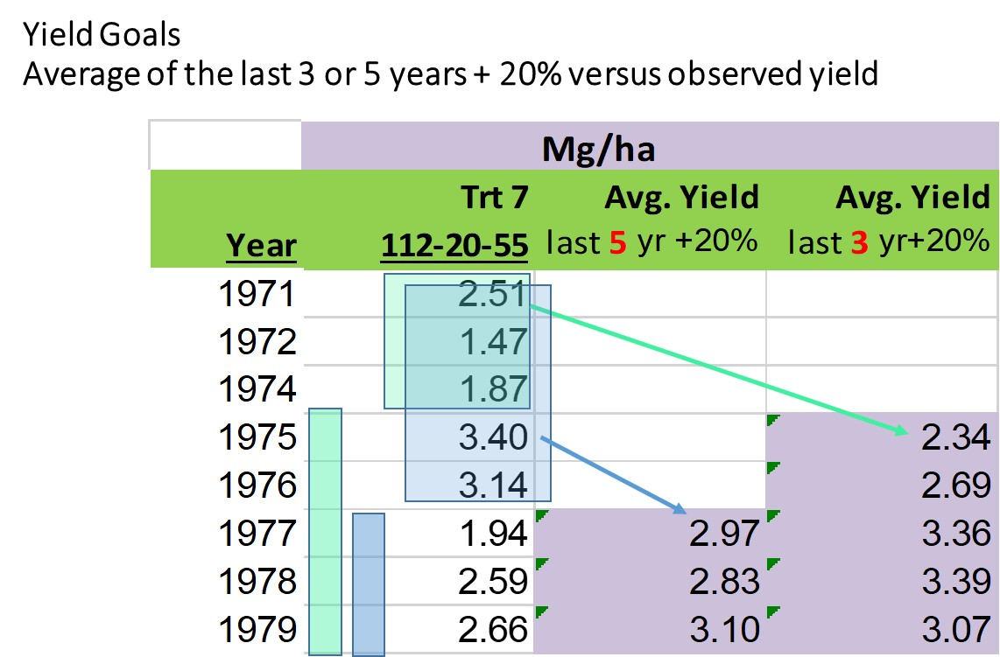 Yield Goals
Average of the last 3 or 5 years + 20% versus observed yield
Mg/ha
Trt 7 Avg. Yield Avg. Yield
Year 112-20-55 last 5 yr +20% last 3 yr+20%
1971 2.51
1972 1.47
1974 1.87
1975 3.40 2.34
1976 3.14 2.69
1977 1.94 2.97 3.36
1978 2.59 2.83 3.39
1979 2.66 3.10 3.07